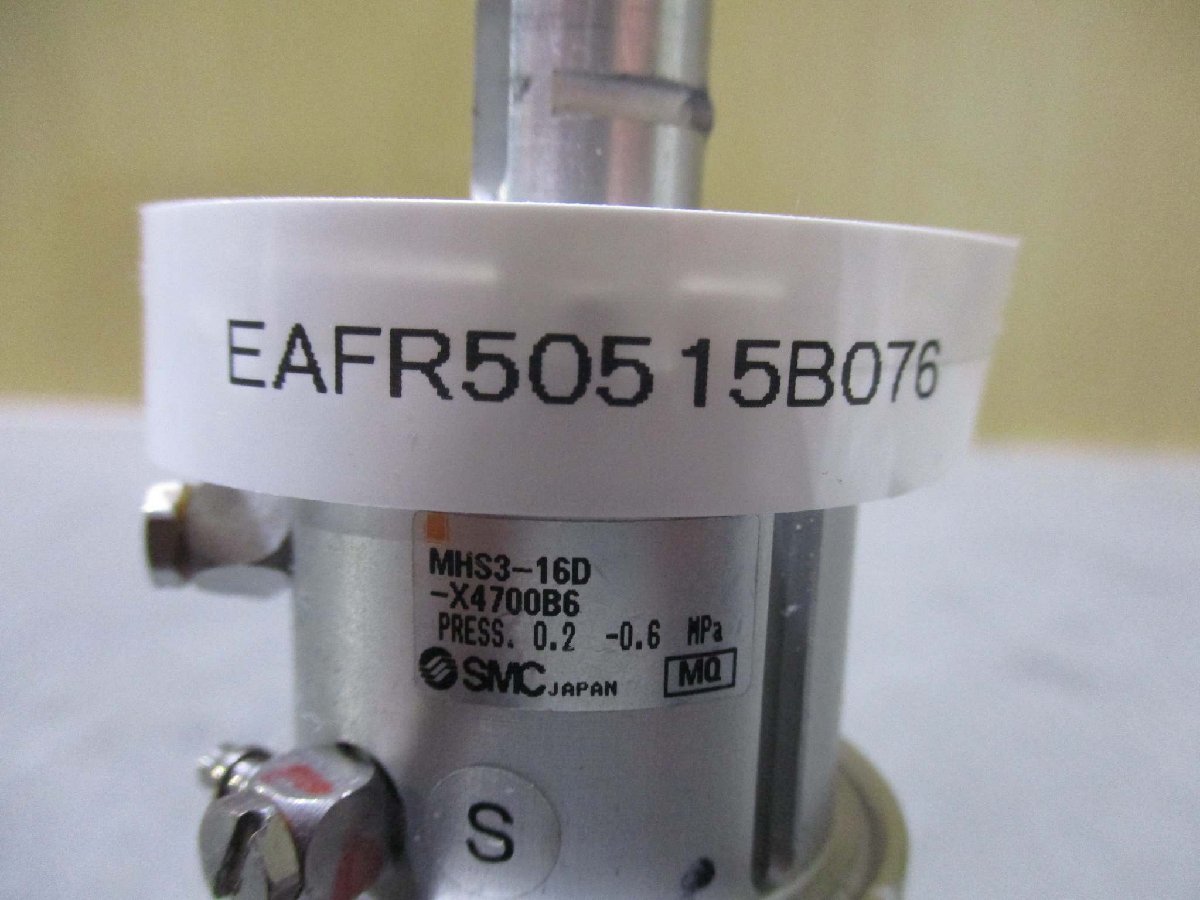 EAFR50515B076
MHS3-16D
-X4700B6
PRESS. 0.2 -0.6 MPa
SMC JAPAN MQ
S